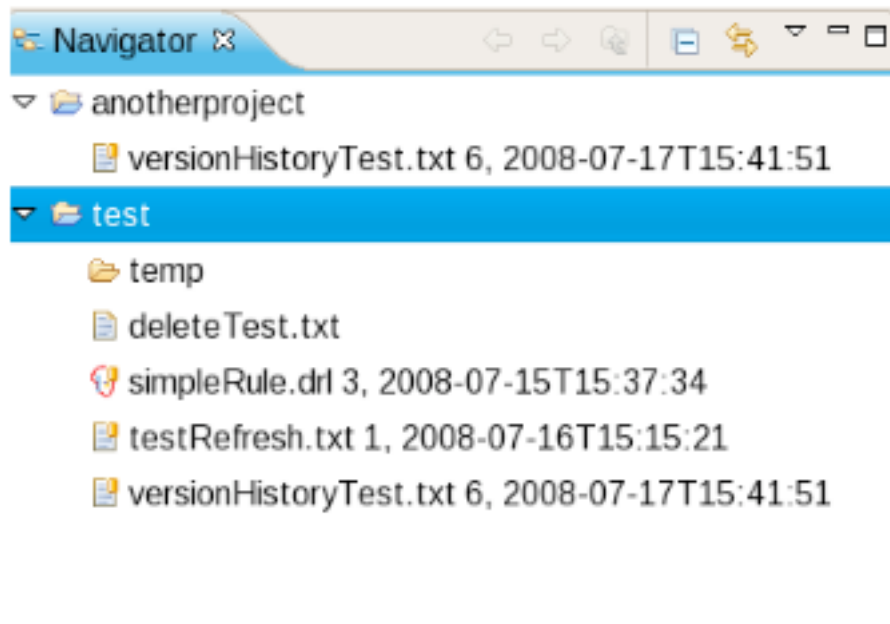 Navigator
anotherproject
versionHistoryTest.txt 6, 2008-07-17T15:41:51
test
temp
deleteTest.txt
simpleRule.drl 3, 2008-07-15T15:37:34
testRefresh.txt 1, 2008-07-16T15:15:21
versionHistoryTest.txt 6, 2008-07-17T15:41:51